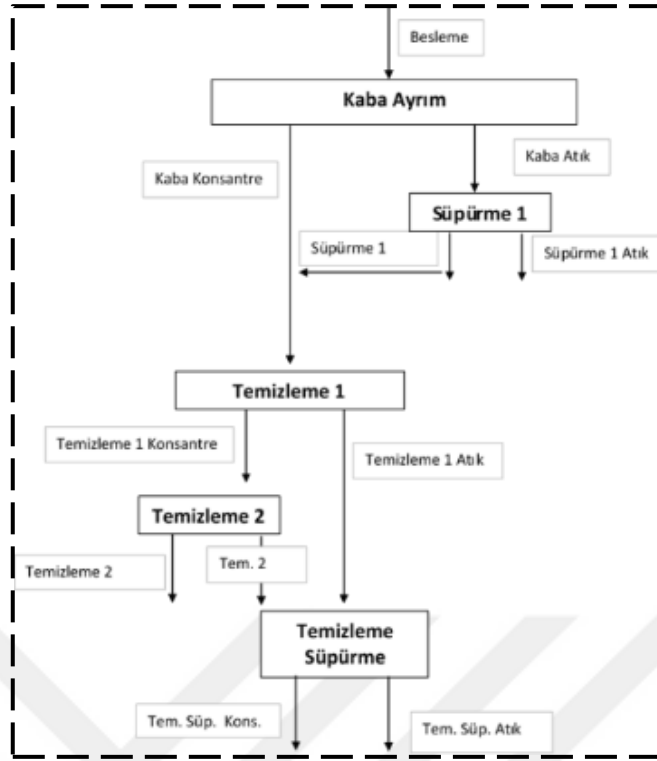 Besleme
Kaba Ayrım
Kaba Konsantre
Kaba Atık
Süpürme 1
Süpürme 1
Süpürme 1 Atık
Temizleme 1
Temizleme 1 Konsantre
Temizleme 1 Atık
Temizleme 2
Temizleme 2
Tem. 2
Temizleme
Süpürme
Tem. Süp. Kons.
Tem. Süp. Atık